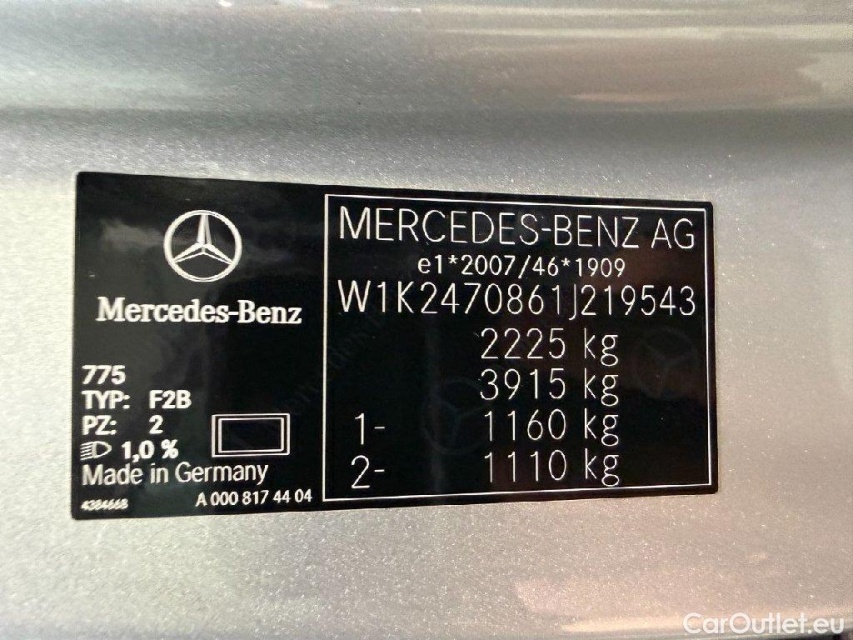 Mercedes-Benz
775
TYP: F2B
PZ: 2
1,0 %
Made in Germany
4384668
A 000 817 44 04
MERCEDES-BENZ AG
e1*2007/46*1909
W1K2470861J219543
2225 kg
3915 kg
1- 1160 kg
2- 1110 kg
CarOutlet.eu